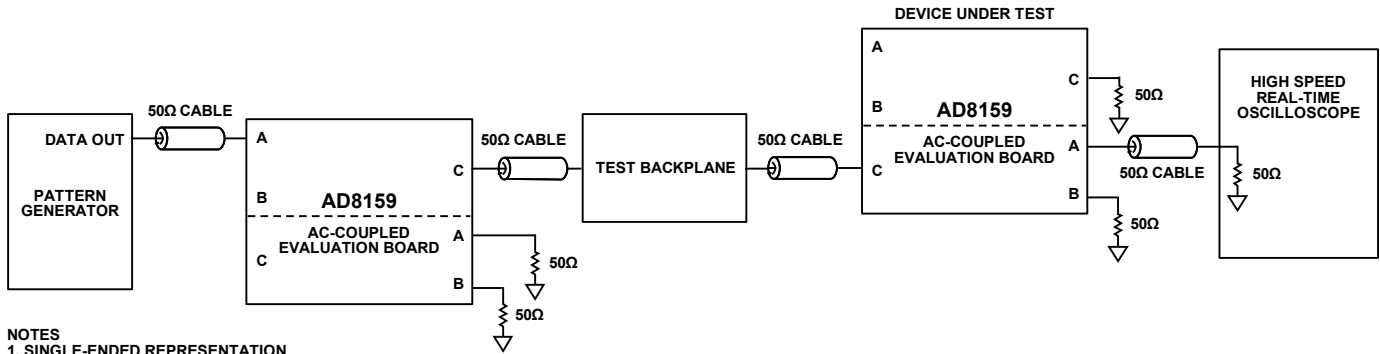 DEVICE UNDER TEST
DATA OUT
PATTERN
GENERATOR
50Ω CABLE
A
B
C
AD8159
AC-COUPLED
EVALUATION BOARD
C
A
B
50Ω
50Ω
50Ω CABLE
TEST BACKPLANE
50Ω CABLE
A
B
C
AD8159
AC-COUPLED
EVALUATION BOARD
C
A
B
50Ω
50Ω
50Ω CABLE
HIGH SPEED
REAL-TIME
OSCILLOSCOPE
50Ω
NOTES
1. SINGLE-ENDED REPRESENTATION